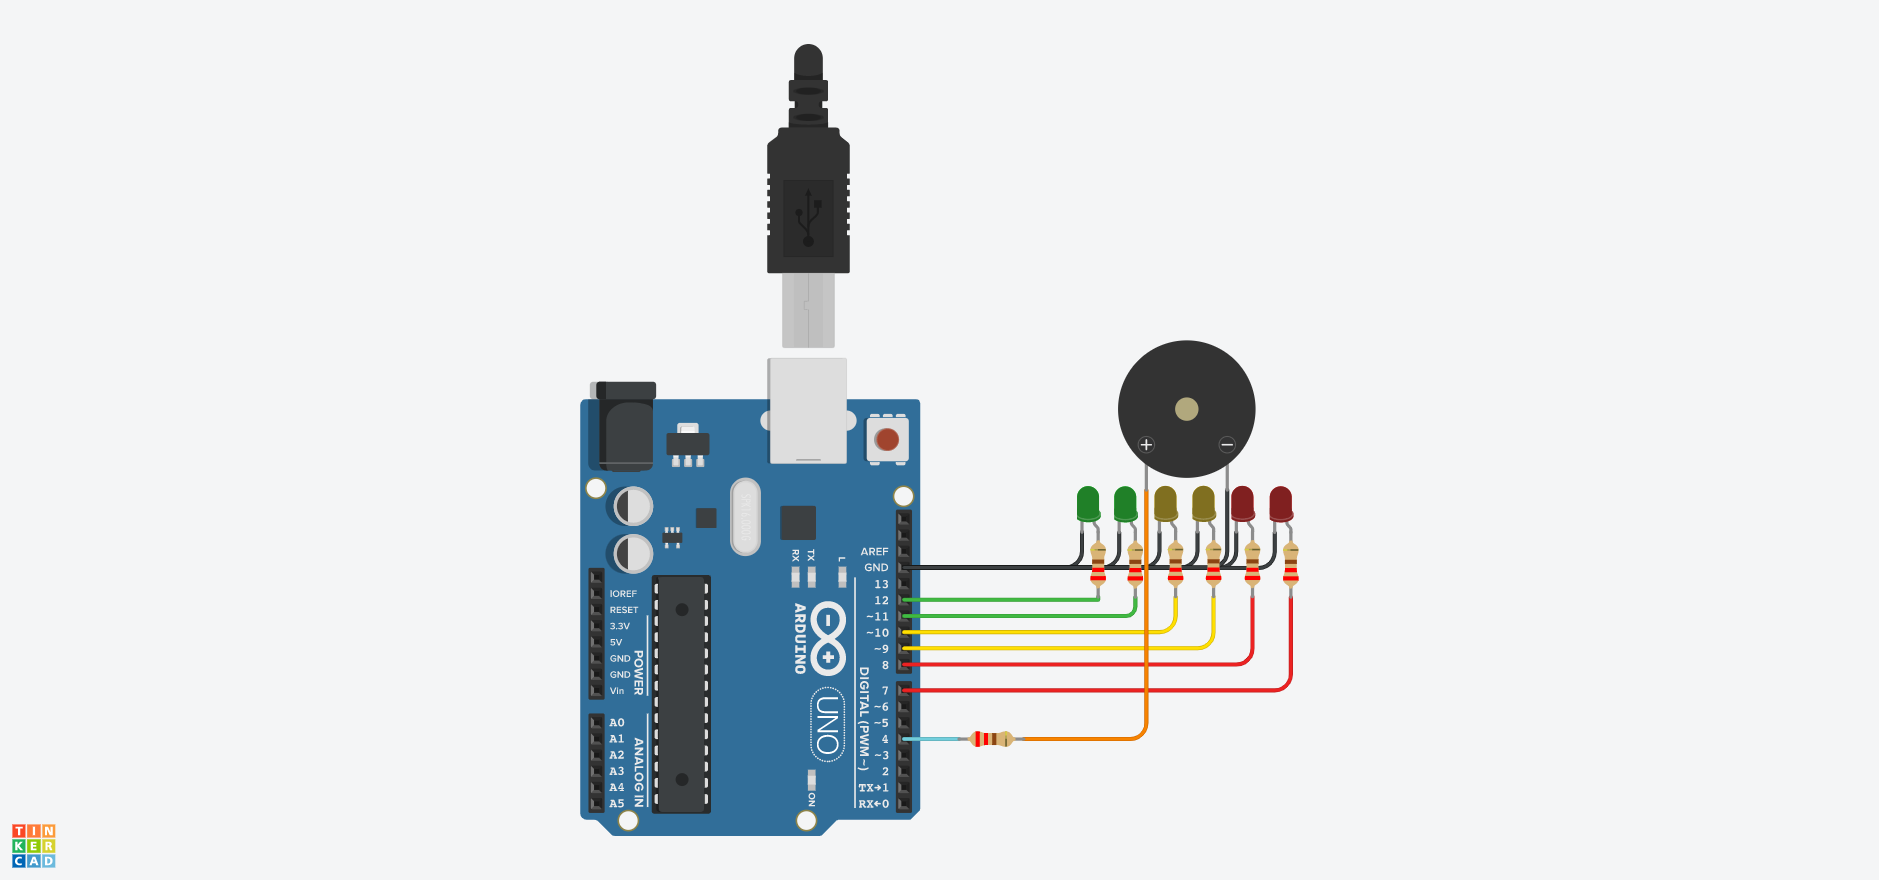 AREF
GND
13
12
~11
~10
~9
8
7
~6
~5
4
~3
2
TX→1
RX←0
DIGITAL (PWM~)
RX
TX
L
ARDUINO
UNO
ON
IOREF
RESET
3.3V
5V
GND
GND
Vin
POWER
A0
A1
A2
A3
A4
A5
ANALOG IN
TIN
KER
CAD